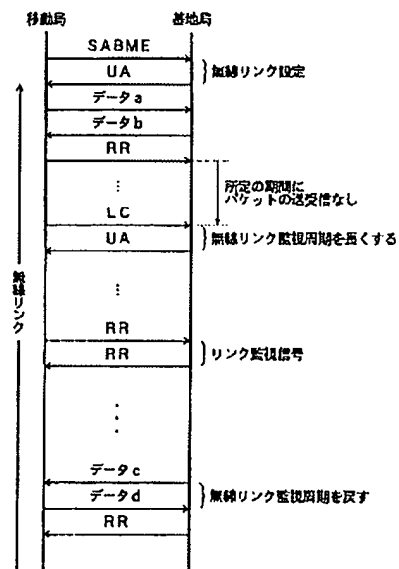 移動局
基地局
SABME
UA
無線リンク設定
データa
データb
RR
所定の期間に
パケットの送受信なし
LC
UA
無線リンク監視周期を長くする
無線リンク
RR
RR
リンク監視信号
データc
データd
無線リンク監視周期を戻す
RR